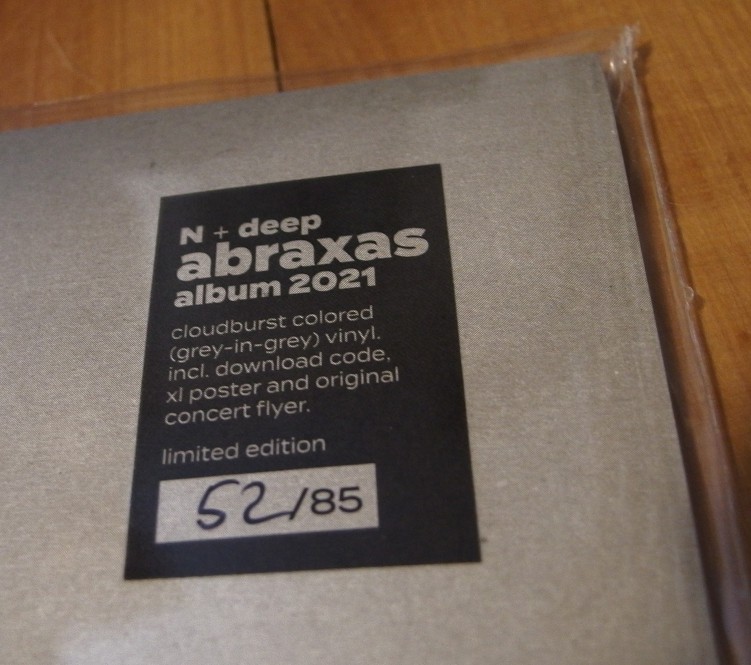 N + deep
abraxas
album 2021
cloudburst colored
(grey-in-grey) vinyl.
incl. download code,
xl poster and original
concert flyer.
limited edition
52/85